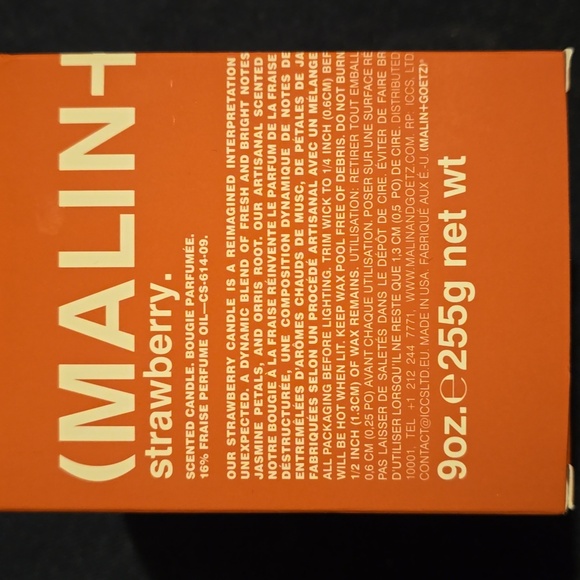 (MALIN+
strawberry.
SCENTED CANDLE. BOUGIE PARFUMÉE.
16% FRAISE PERFUME OIL—CS-614-09.
OUR STRAWBERRY CANDLE IS A REIMAGINED INTERPRETATION
UNEXPECTED. A DYNAMIC BLEND OF FRESH AND BRIGHT NOTES
JASMINE PETALS, AND ORRIS ROOT. OUR ARTISANAL SCENTED
NOTRE BOUGIE À LA FRAISE RÉINVENTE LE PARFUM DE LA FRAISE
DÉSTRUCTURÉE, UNE COMPOSITION DYNAMIQUE DE NOTES DE
ENTREMÊLÉES D'ARÔMES CHAUDS DE MUSC, DE PÉTALES DE JA
FABRIQUÉES SELON UN PROCÉDÉ ARTISANAL AVEC UN MÉLANGE
ALL PACKAGING BEFORE LIGHTING. TRIM WICK TO 1/4 INCH (0.6CM) BEF
WILL BE HOT WHEN LIT. KEEP WAX POOL FREE OF DEBRIS. DO NOT BURN
1/2 INCH (1.3CM) OF WAX REMAINS. UTILISATION: RETIRER TOUT EMBALL
0,6 CM (0.25 PO) AVANT CHAQUE UTILISATION. POSER SUR UNE SURFACE RÉ
PAS LAISSER DE SALETÉS DANS LE DÉPÔT DE CIRE. ÉVITER DE FAIRE BR
D'UTILISER LORSQU'IL NE RESTE QUE 1,3 CM (0.5 PO) DE CIRE. DISTRIBUTED
10001. TEL +1 212 244 7771, WWW.MALINANDGOETZ.COM. RP ICCS. LTD
CONTACT@ICCSLTD.EU. MADE IN USA. FABRIQUÉ AUX É.-U (MALIN+GOETZ)®
9oz.℮255g net wt